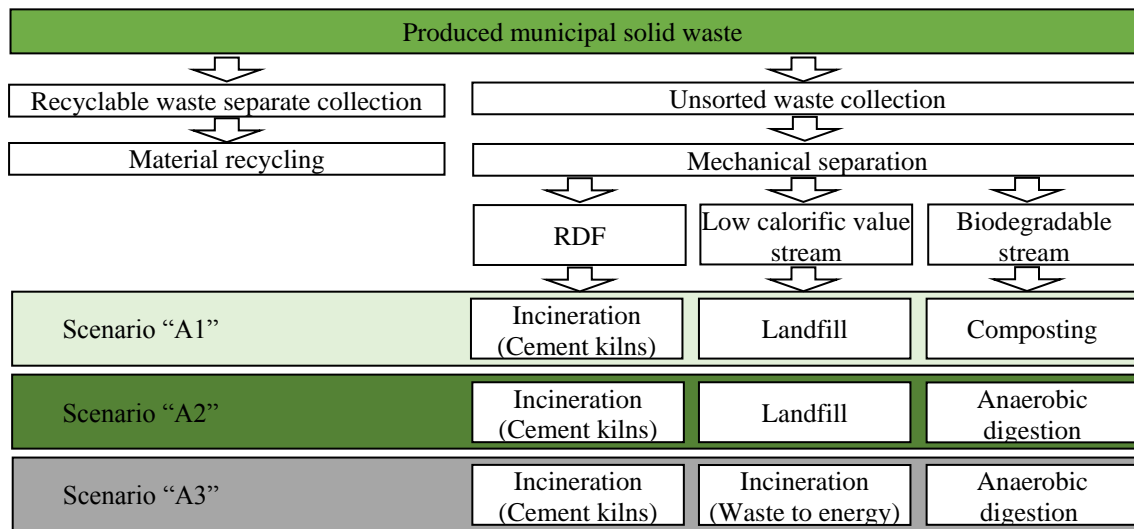 Produced municipal solid waste
Recyclable waste separate collection
Unsorted waste collection
Material recycling
Mechanical separation
RDF
Low calorific value
stream
Biodegradable
stream
Scenario “A1”
Incineration
(Cement kilns)
Landfill
Composting
Scenario “A2”
Incineration
(Cement kilns)
Landfill
Anaerobic
digestion
Scenario “A3”
Incineration
(Cement kilns)
Incineration
(Waste to energy)
Anaerobic
digestion